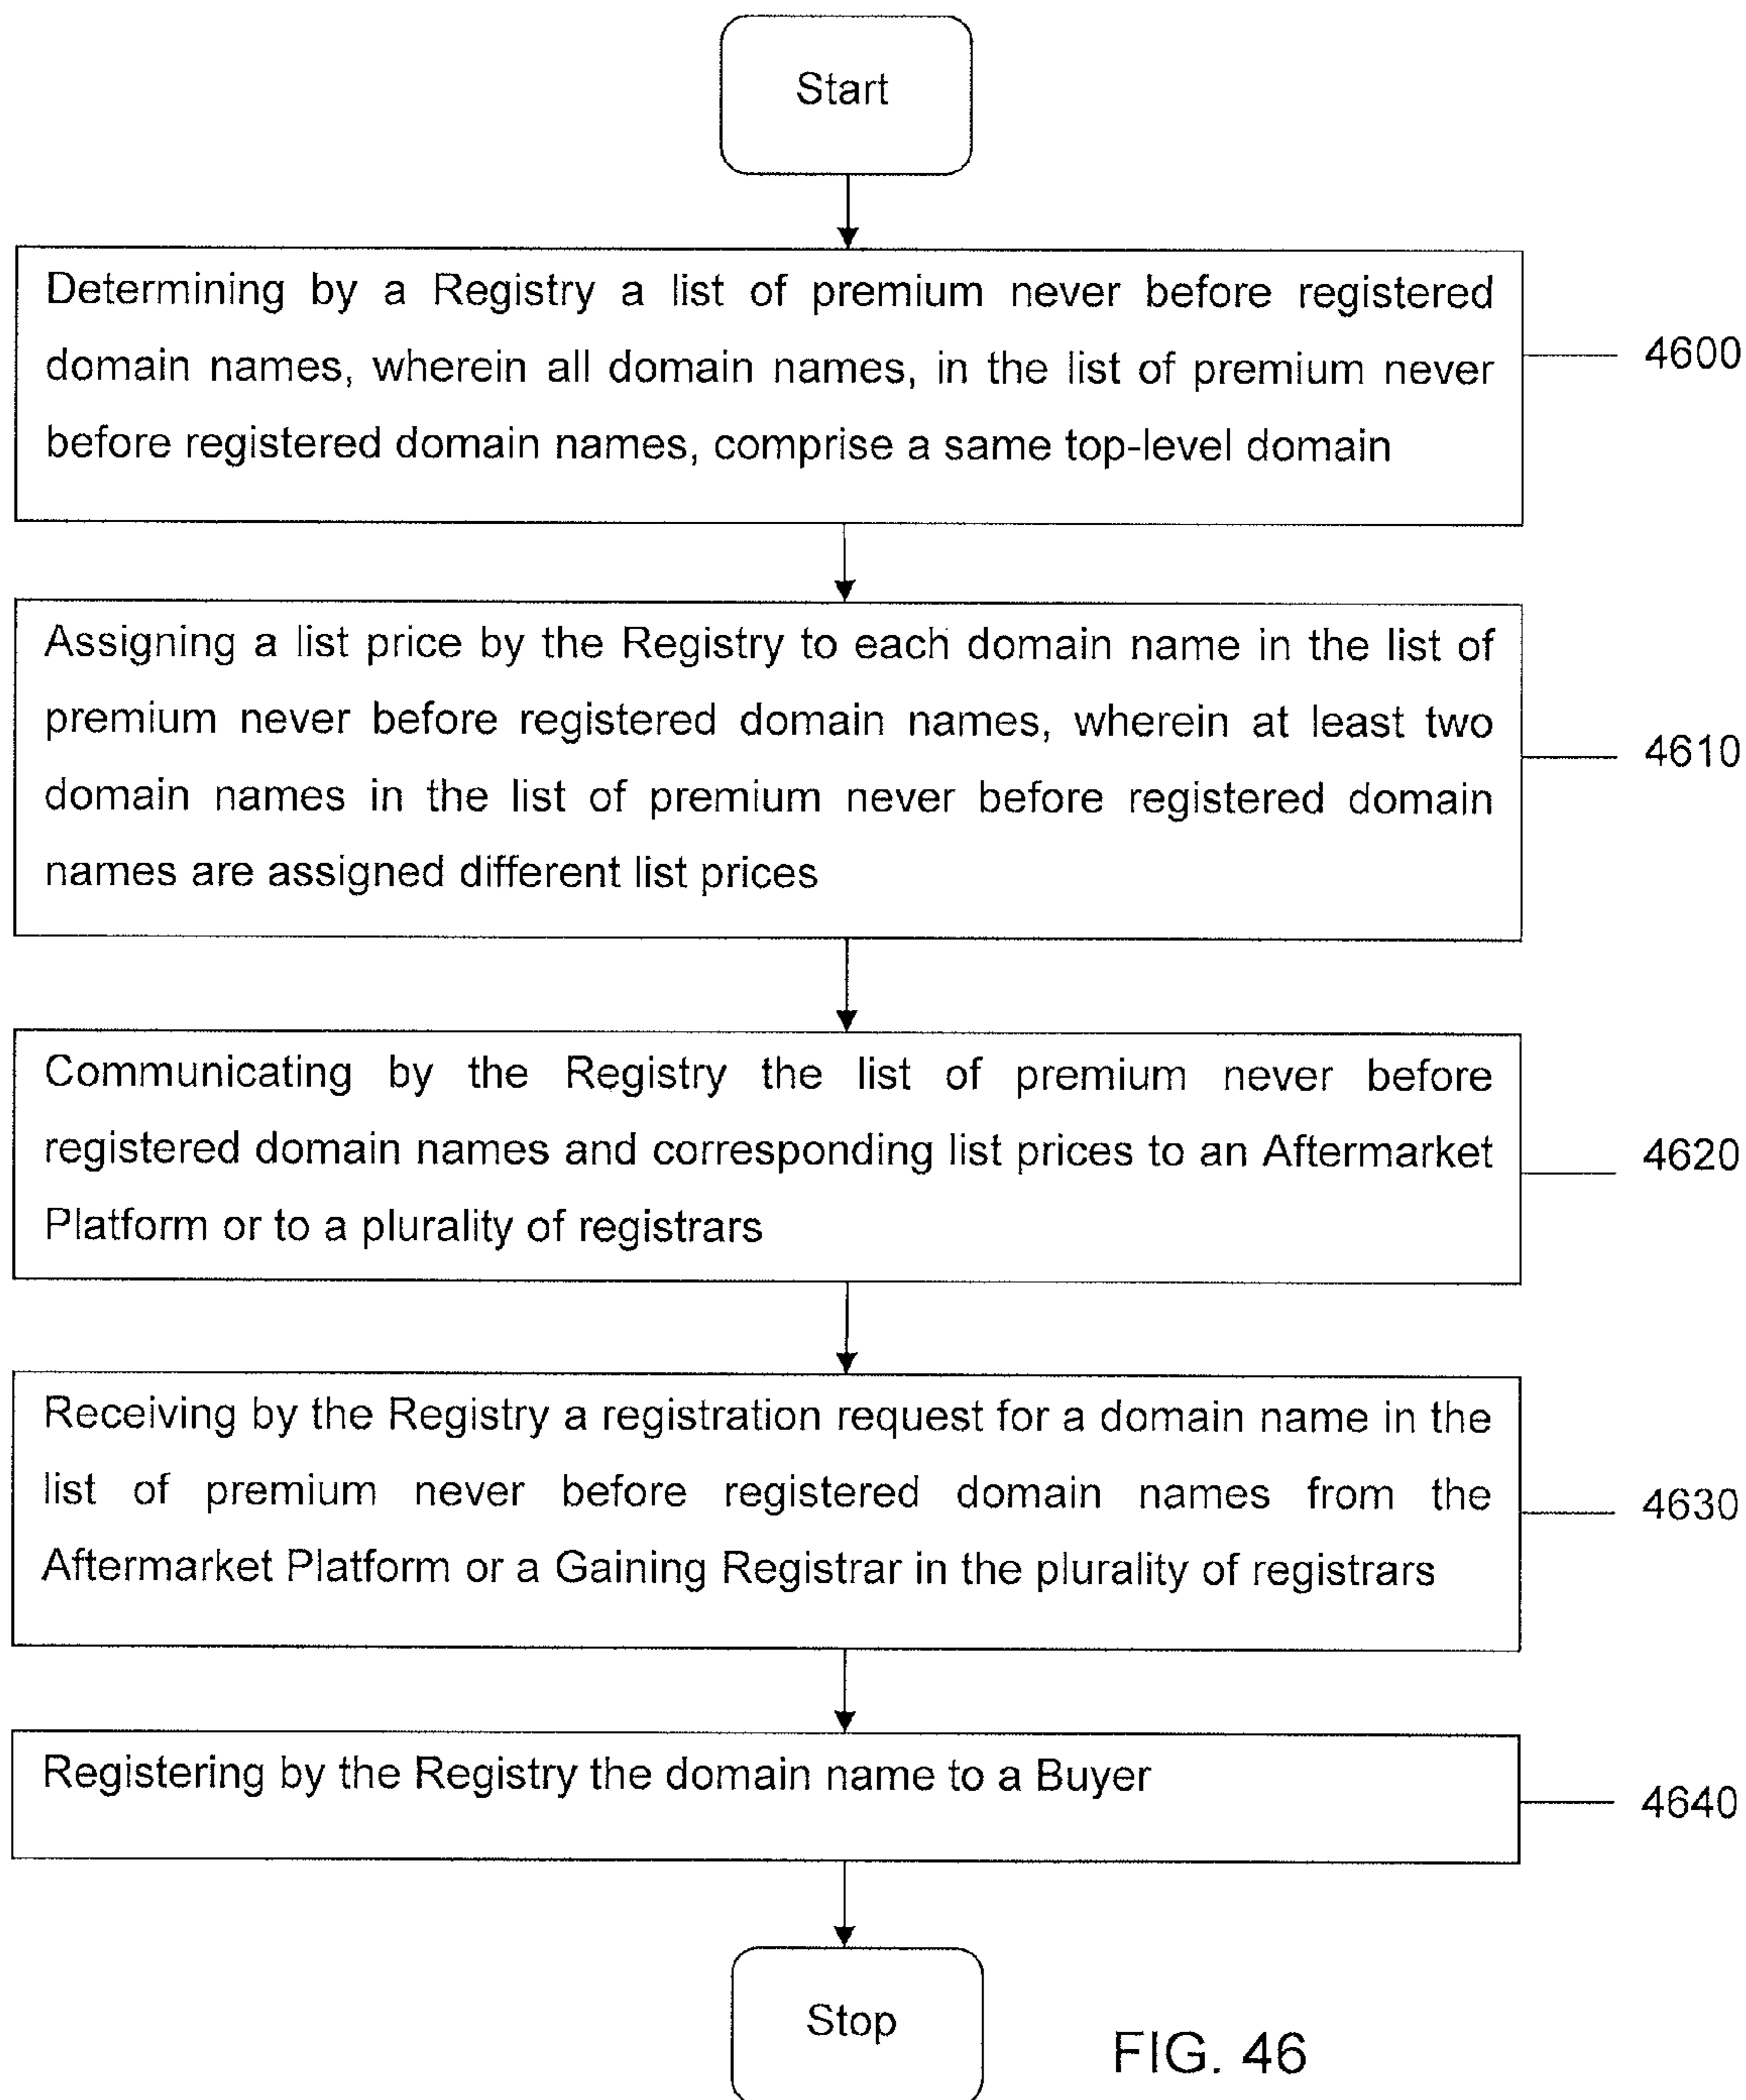 Start
Determining by a Registry a list of premium never before registered
domain names, wherein all domain names, in the list of premium never
before registered domain names, comprise a same top-level domain
4600
Assigning a list price by the Registry to each domain name in the list of
premium never before registered domain names, wherein at least two
domain names in the list of premium never before registered domain
names are assigned different list prices
4610
Communicating by the Registry the list of premium never before
registered domain names and corresponding list prices to an Aftermarket
Platform or to a plurality of registrars
4620
Receiving by the Registry a registration request for a domain name in the
list of premium never before registered domain names from the
Aftermarket Platform or a Gaining Registrar in the plurality of registrars
4630
Registering by the Registry the domain name to a Buyer
4640
Stop
FIG. 46